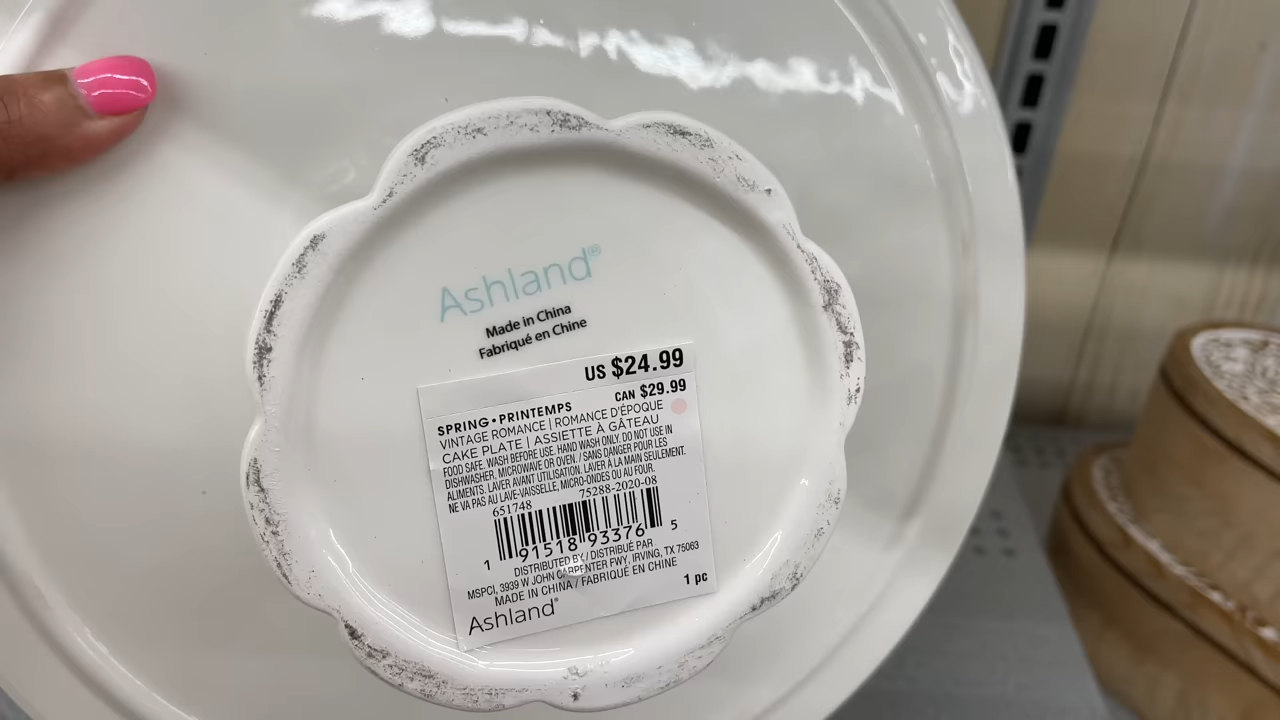 Ashland®
Made in China
Fabriqué en Chine
US $24.99
CAN $29.99
SPRING•PRINTEMPS
VINTAGE ROMANCE | ROMANCE D'ÉPOQUE
CAKE PLATE | ASSIETTE À GÂTEAU
FOOD SAFE. WASH BEFORE USE. HAND WASH ONLY. DO NOT USE IN
DISHWASHER, MICROWAVE OR OVEN. / SANS DANGER POUR LES
ALIMENTS. LAVER AVANT UTILISATION. LAVER À LA MAIN SEULEMENT.
NE VA PAS AU LAVE-VAISSELLE, MICRO-ONDES OU AU FOUR.
651748 75288-2020-08
1 91518 93376 5
DISTRIBUTED BY / DISTRIBUÉ PAR
MSPCI, 3939 W JOHN CARPENTER FWY, IRVING, TX 75063
MADE IN CHINA / FABRIQUÉ EN CHINE
1 pc
Ashland®